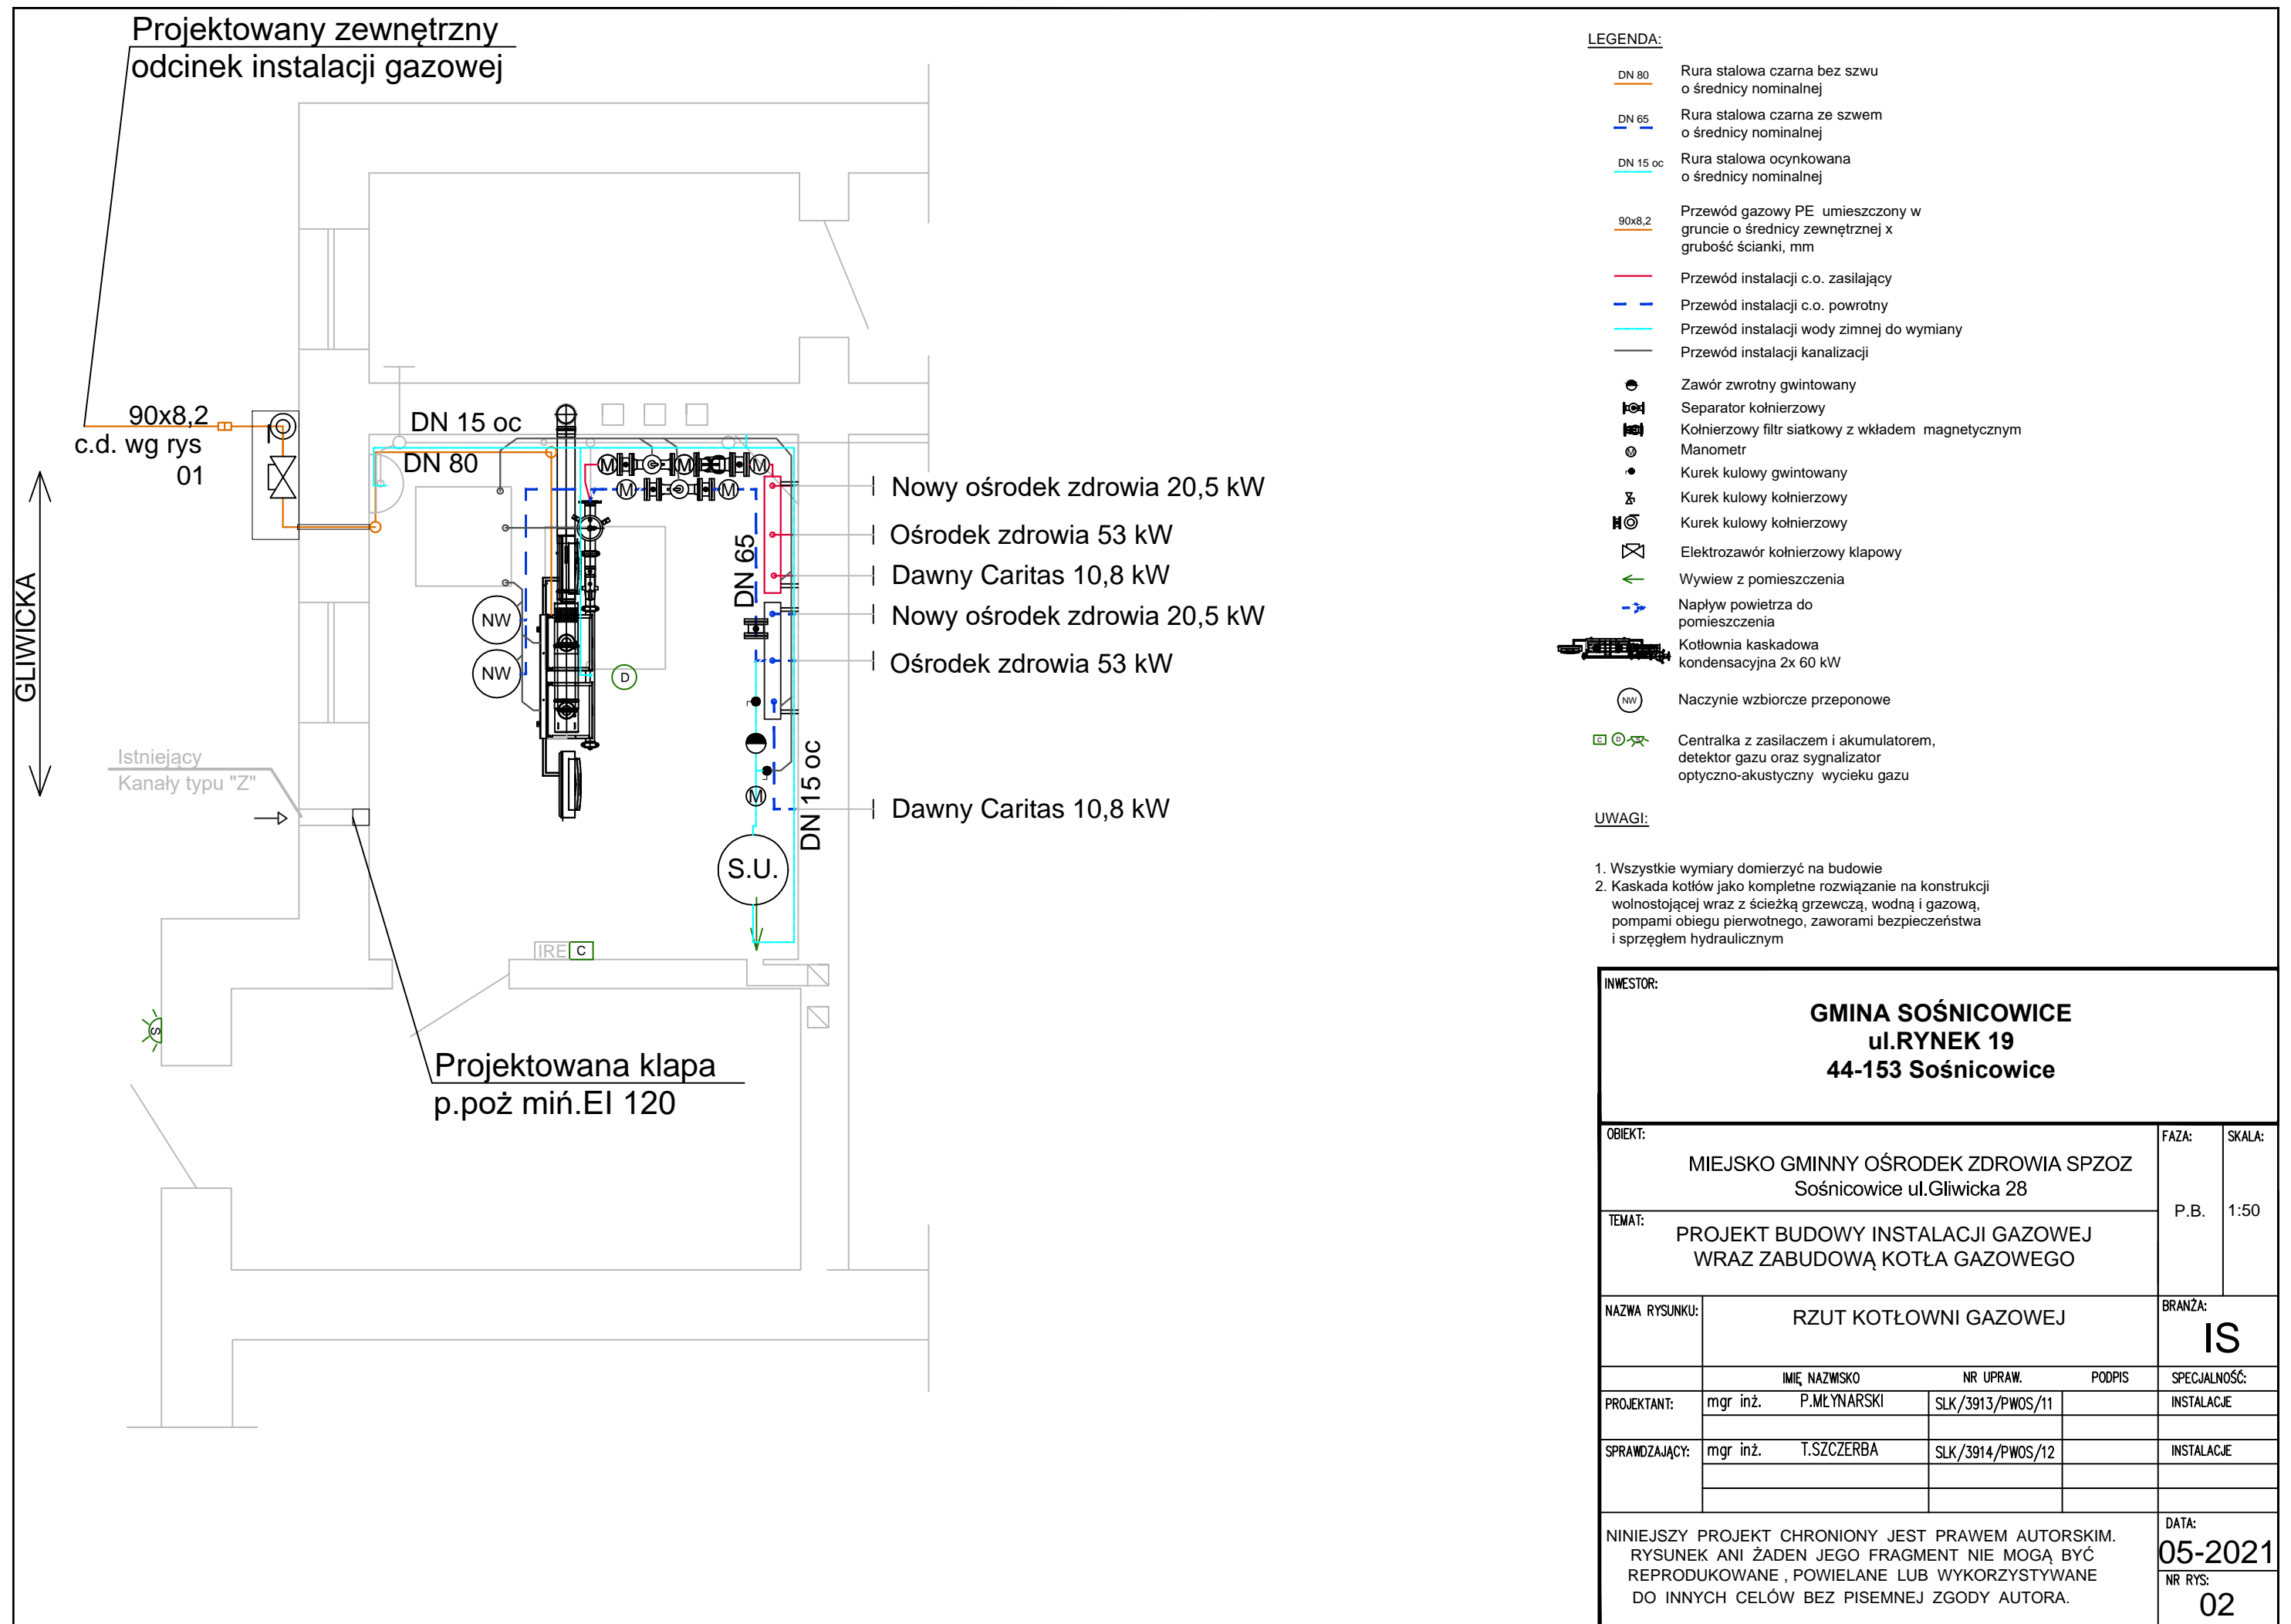 Projektowany zewnętrzny
odcinek instalacji gazowej
90x8,2
c.d. wg rys
01
GLIWICKA
DN 15 oc
DN 80
M
M
M
M
M
DN 65
NW
NW
D
M
DN 15 oc
S.U.
IRE
C
S
Istniejący
Kanały typu "Z"
Projektowana klapa
p.poż miń.EI 120
Nowy ośrodek zdrowia 20,5 kW
Ośrodek zdrowia 53 kW
Dawny Caritas 10,8 kW
Nowy ośrodek zdrowia 20,5 kW
Ośrodek zdrowia 53 kW
Dawny Caritas 10,8 kW
LEGENDA:
DN 80 Rura stalowa czarna bez szwu
o średnicy nominalnej
DN 65 Rura stalowa czarna ze szwem
o średnicy nominalnej
DN 15 oc Rura stalowa ocynkowana
o średnicy nominalnej
90x8,2 Przewód gazowy PE umieszczony w
gruncie o średnicy zewnętrznej x
grubość ścianki, mm
Przewód instalacji c.o. zasilający
Przewód instalacji c.o. powrotny
Przewód instalacji wody zimnej do wymiany
Przewód instalacji kanalizacji
Zawór zwrotny gwintowany
Separator kołnierzowy
Kołnierzowy filtr siatkowy z wkładem magnetycznym
M Manometr
Kurek kulowy gwintowany
Kurek kulowy kołnierzowy
Kurek kulowy kołnierzowy
Elektrozawór kołnierzowy klapowy
Wywiew z pomieszczenia
Napływ powietrza do
pomieszczenia
Kotłownia kaskadowa
kondensacyjna 2x 60 kW
NW Naczynie wzbiorcze przeponowe
C D S Centralka z zasilaczem i akumulatorem,
detektor gazu oraz sygnalizator
optyczno-akustyczny wycieku gazu
UWAGI:
1. Wszystkie wymiary domierzyć na budowie
2. Kaskada kotłów jako kompletne rozwiązanie na konstrukcji
wolnostojącej wraz z ścieżką grzewczą, wodną i gazową,
pompami obiegu pierwotnego, zaworami bezpieczeństwa
i sprzęgłem hydraulicznym
INWESTOR:
GMINA SOŚNICOWICE
ul.RYNEK 19
44-153 Sośnicowice
OBIEKT:
MIEJSKO GMINNY OŚRODEK ZDROWIA SPZOZ
Sośnicowice ul.Gliwicka 28
FAZA:
P.B.
SKALA:
1:50
TEMAT:
PROJEKT BUDOWY INSTALACJI GAZOWEJ
WRAZ ZABUDOWĄ KOTŁA GAZOWEGO
NAZWA RYSUNKU:
RZUT KOTŁOWNI GAZOWEJ
BRANŻA:
IS
IMIĘ NAZWISKO NR UPRAW. PODPIS SPECJALNOŚĆ:
PROJEKTANT: mgr inż. P.MŁYNARSKI SLK/3913/PWOS/11 INSTALACJE
SPRAWDZAJĄCY: mgr inż. T.SZCZERBA SLK/3914/PWOS/12 INSTALACJE
NINIEJSZY PROJEKT CHRONIONY JEST PRAWEM AUTORSKIM.
RYSUNEK ANI ŻADEN JEGO FRAGMENT NIE MOGĄ BYĆ
REPRODUKOWANE , POWIELANE LUB WYKORZYSTYWANE
DO INNYCH CELÓW BEZ PISEMNEJ ZGODY AUTORA.
DATA:
05-2021
NR RYS:
02